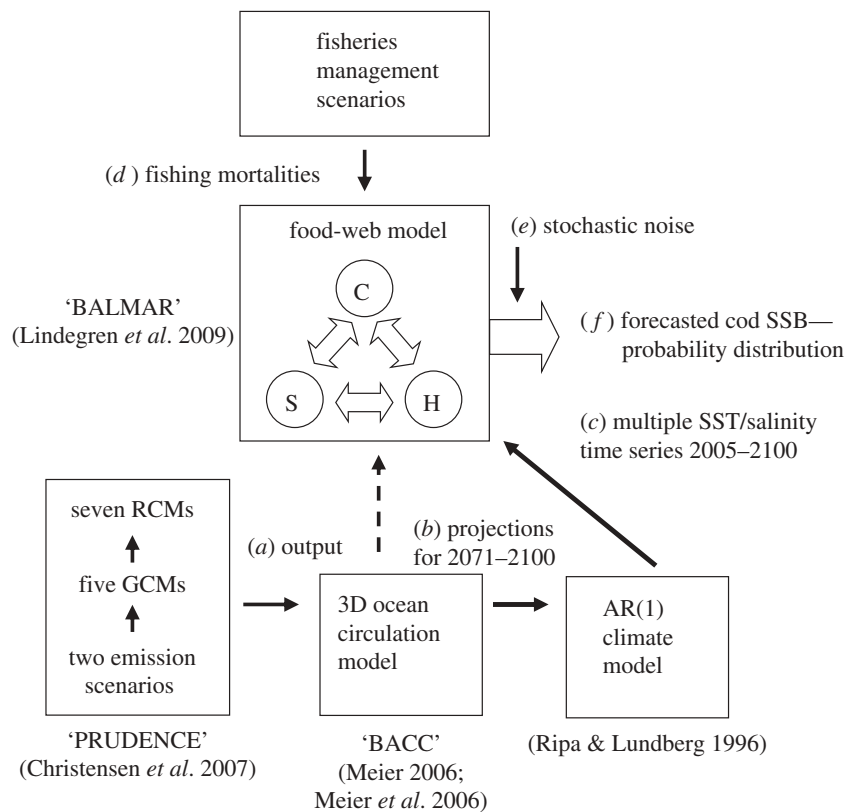 fisheries
management
scenarios
(d) fishing mortalities
food-web model
(e) stochastic noise
C
S
H
'BALMAR'
(Lindegren et al. 2009)
(f) forecasted cod SSB—
probability distribution
(c) multiple SST/salinity
time series 2005–2100
seven RCMs
five GCMs
two emission
scenarios
(a) output
(b) projections
for 2071–2100
3D ocean
circulation
model
AR(1)
climate
model
'PRUDENCE'
(Christensen et al. 2007)
'BACC'
(Meier 2006;
Meier et al. 2006)
(Ripa & Lundberg 1996)